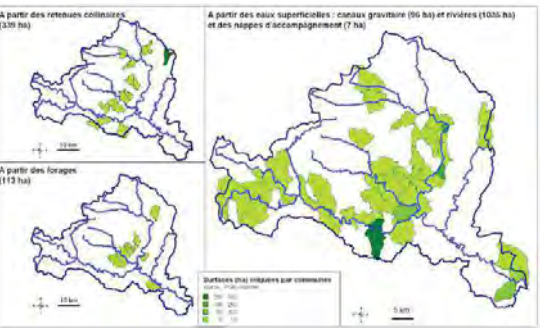 A partir des retenues collinaires
(339 ha)
A partir des eaux superficielles : canaux gravitaire (96 ha) et rivières (1035 ha)
et des nappes d'accompagnement (7 ha)
10 km
A partir des forages
(113 ha)
10 km
Surfaces (ha) irriguées par communes
5 km